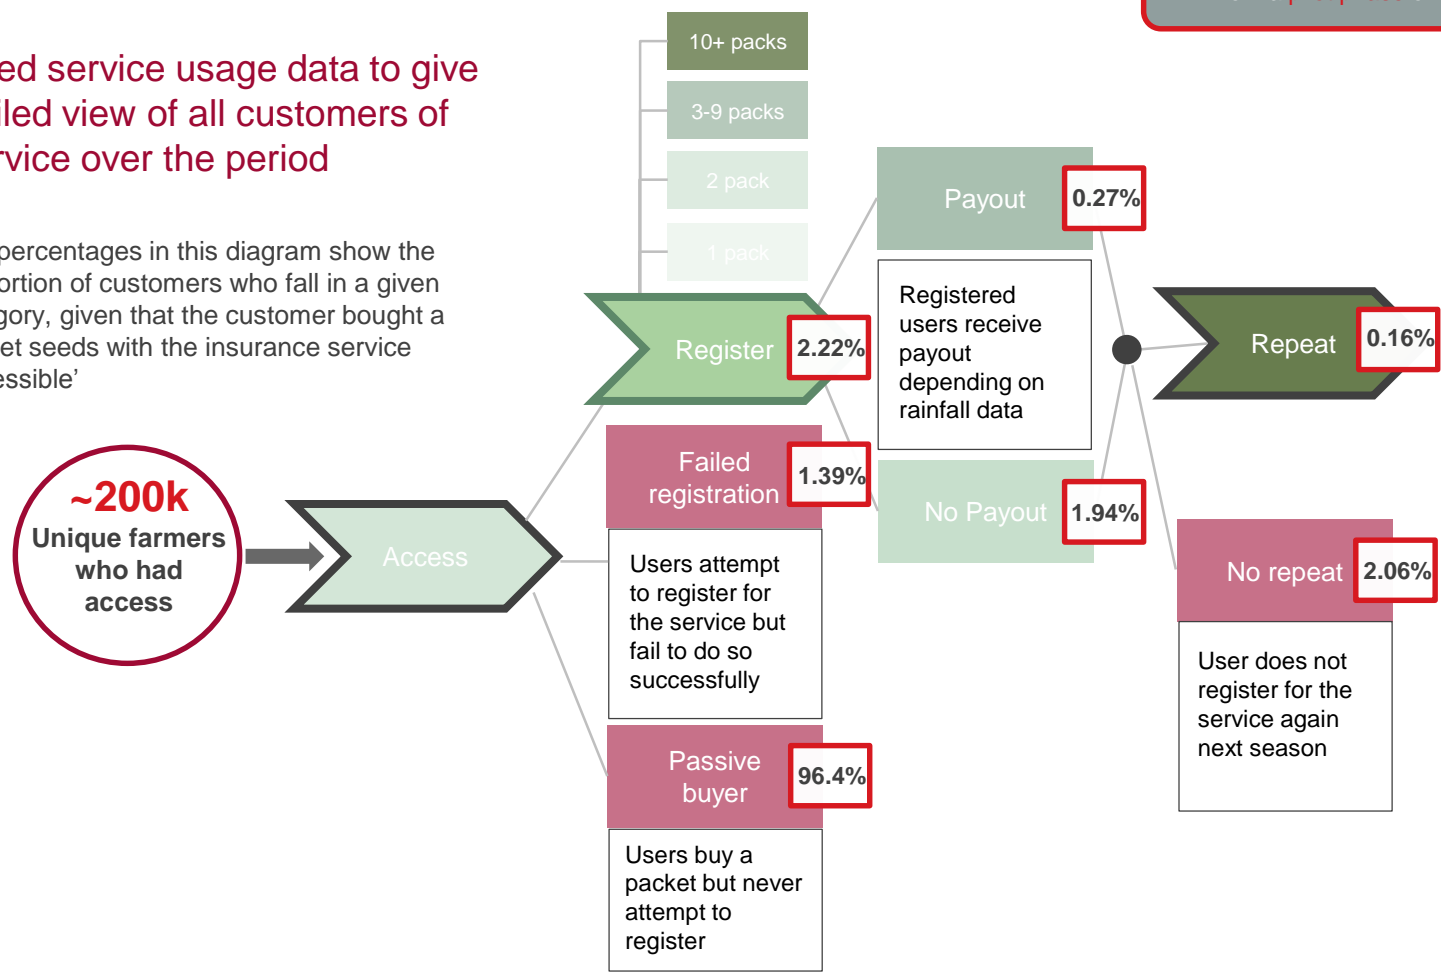 ed service usage data to give
iled view of all customers of
rvice over the period
percentages in this diagram show the
ortion of customers who fall in a given
gory, given that the customer bought a
et seeds with the insurance service
essible’
~200k
Unique farmers
who had
access
Access
10+ packs
3-9 packs
2 pack
1 pack
Register
2.22%
Failed
registration
1.39%
Users attempt
to register for
the service but
fail to do so
successfully
Passive
buyer
96.4%
Users buy a
packet but never
attempt to
register
Payout
0.27%
Registered
users receive
payout
depending on
rainfall data
No Payout
1.94%
Repeat
0.16%
No repeat
2.06%
User does not
register for the
service again
next season